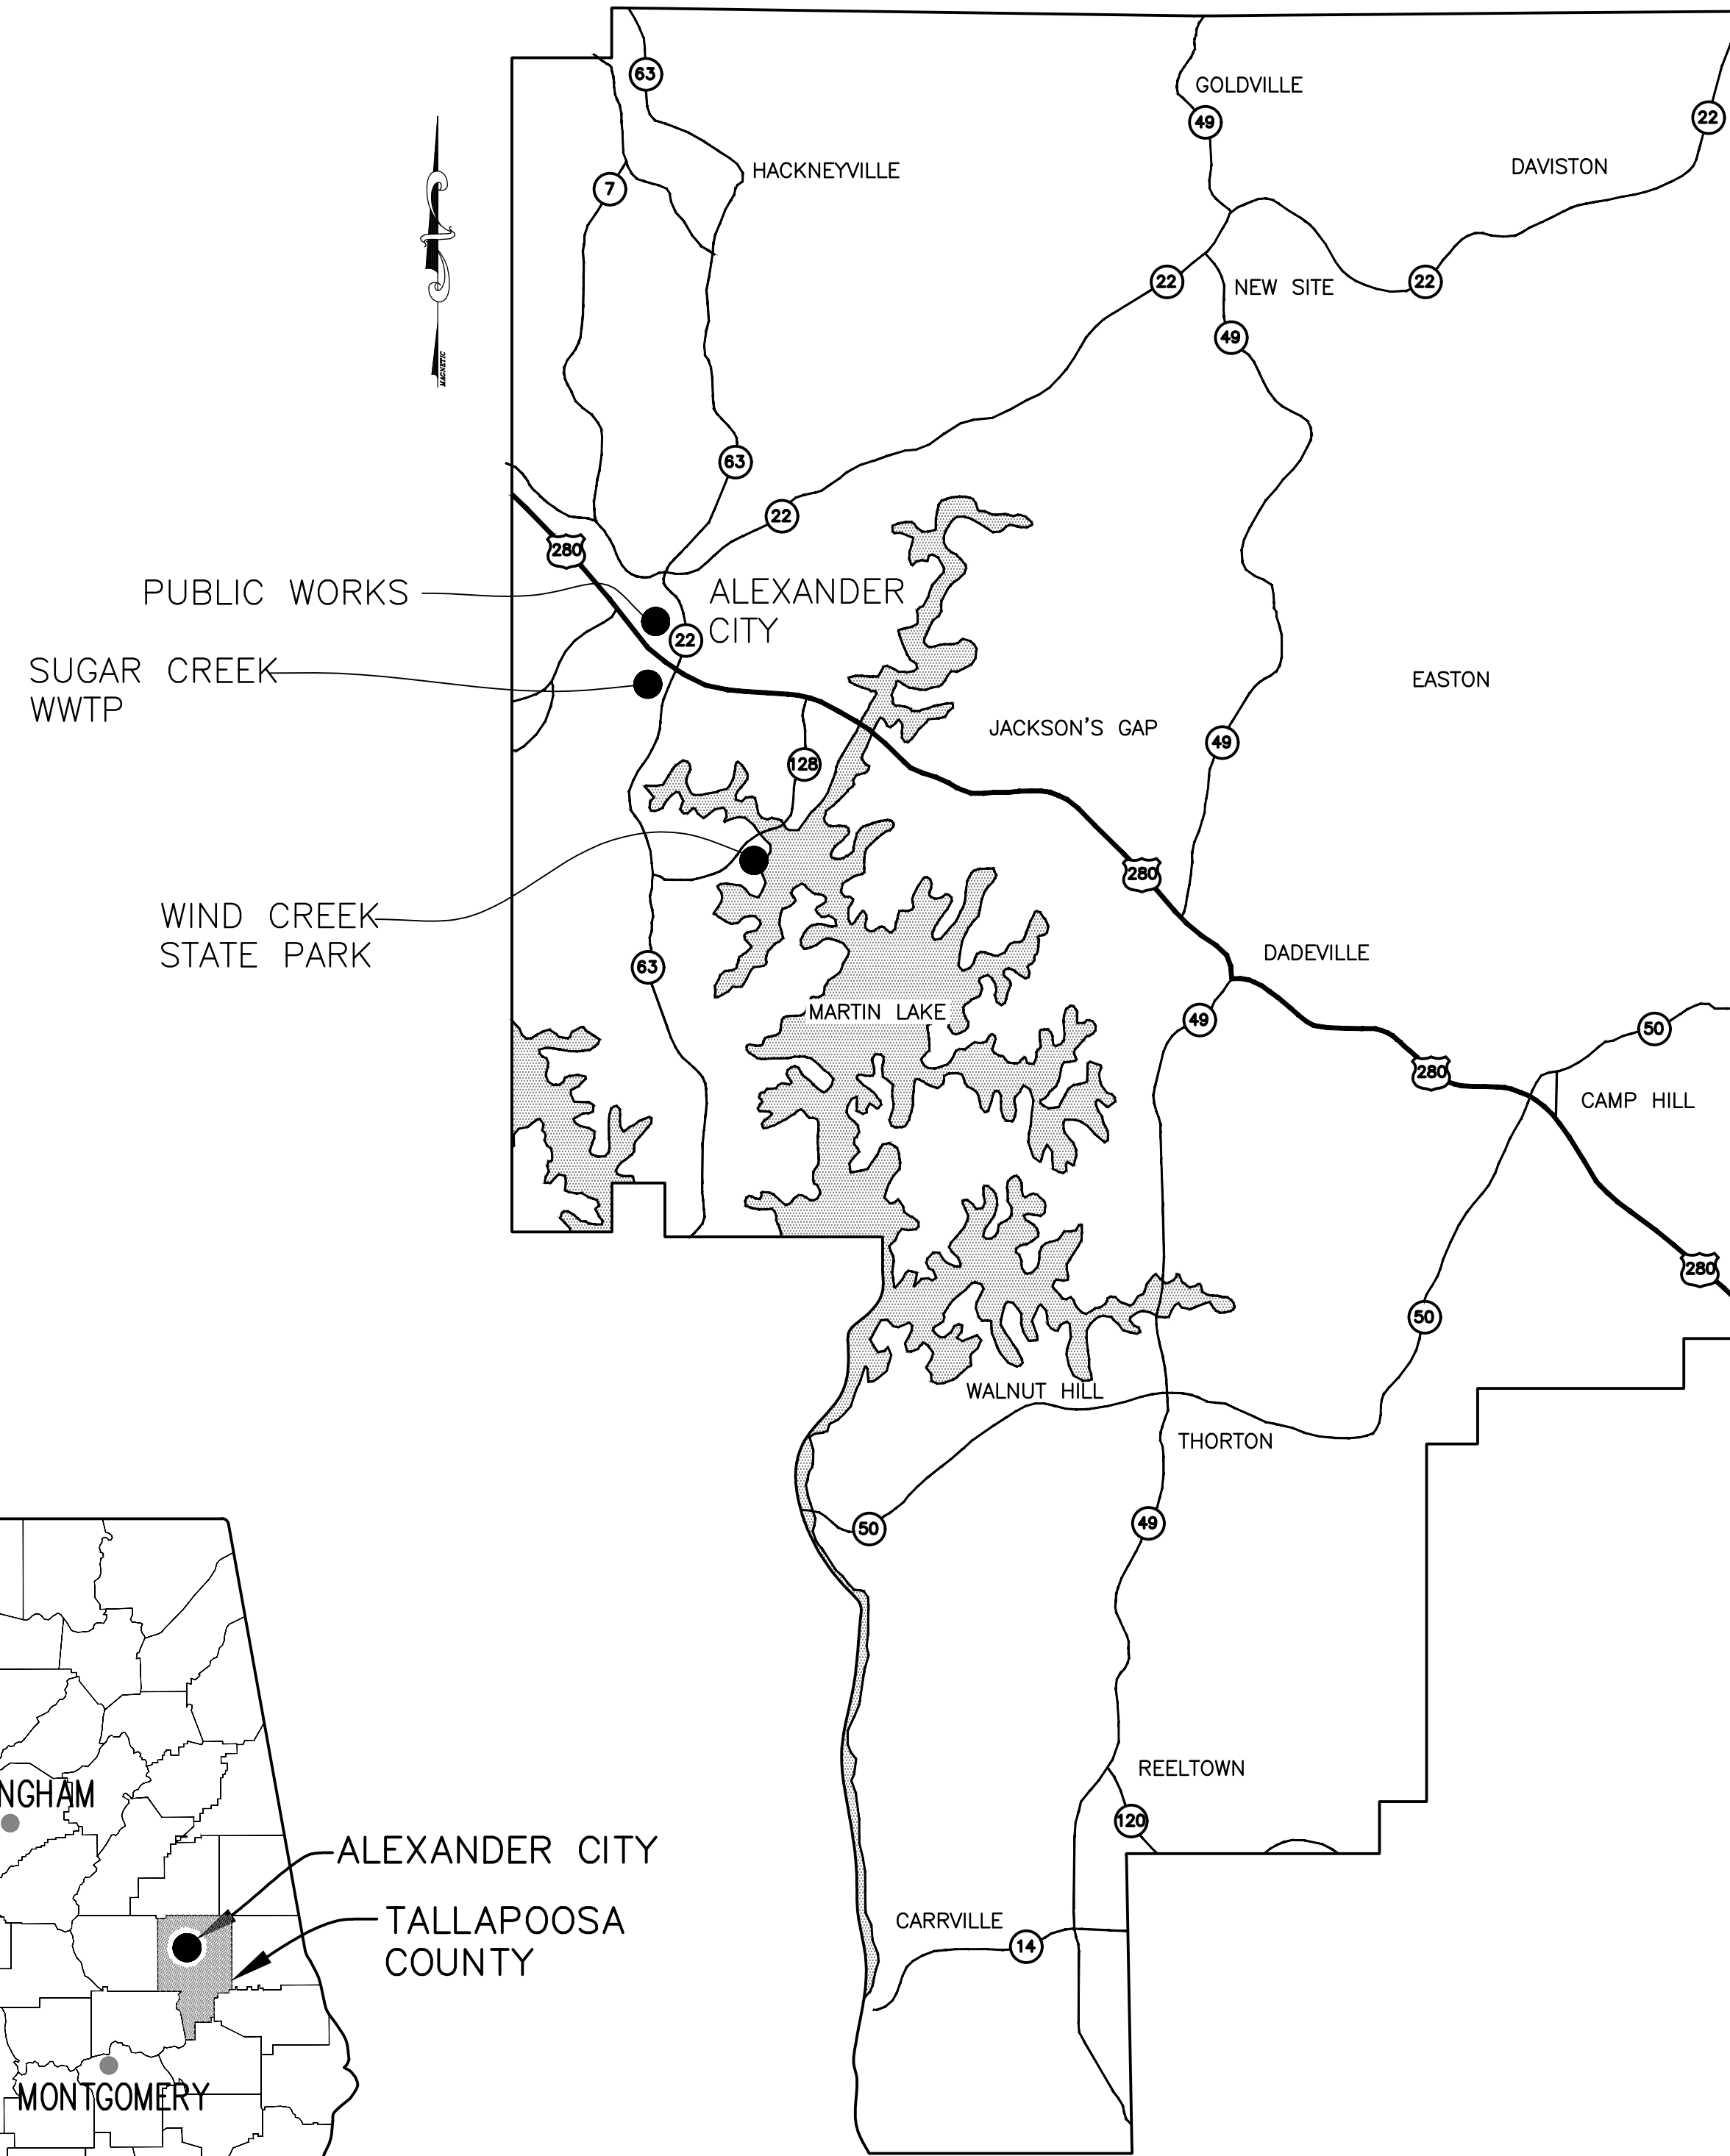 63
GOLDVILLE
49
22
HACKNEYVILLE
DAVISTON
7
22
NEW SITE
22
49
MAGNETIC
63
22
280
PUBLIC WORKS
ALEXANDER
CITY
22
SUGAR CREEK
WWTP
EASTON
JACKSON'S GAP
49
128
280
WIND CREEK
STATE PARK
DADEVILLE
63
MARTIN LAKE
49
50
280
CAMP HILL
280
50
WALNUT HILL
THORTON
50
49
REELTOWN
NGHAM
120
ALEXANDER CITY
TALLAPOOSA
COUNTY
CARRVILLE
14
MONTGOMERY